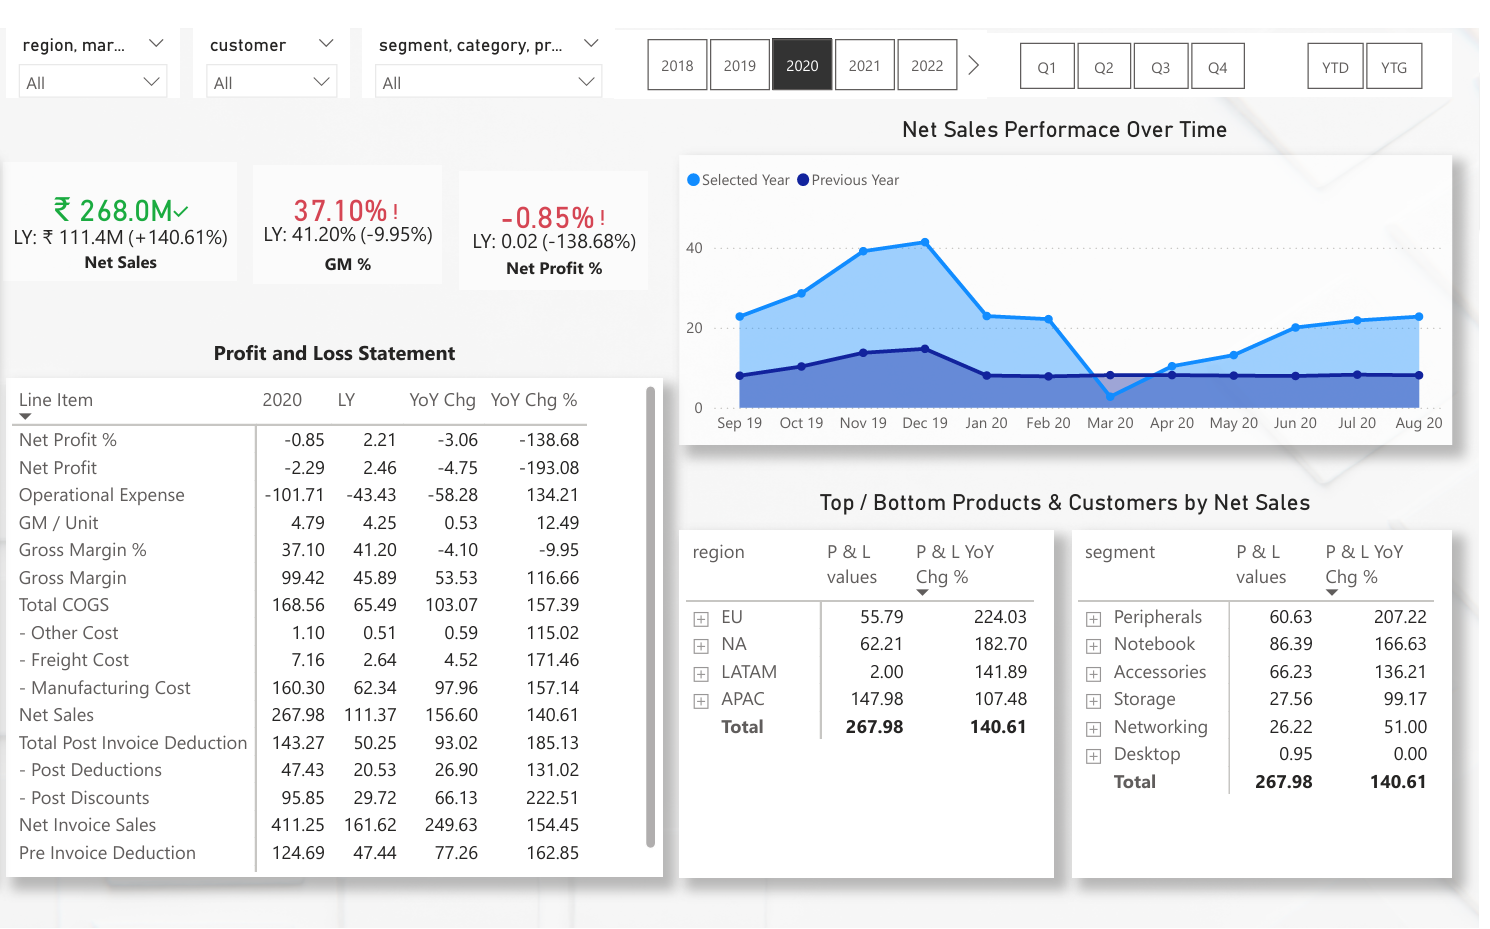 region, mar... customer segment, category, pr... 2018 2019 2020 2021 2022 Q1 Q2 Q3 Q4 YTD YTG
All All All
Net Sales Performace Over Time
₹ 268.0M 37.10% ! -0.85% !
LY: ₹ 111.4M (+140.61%) LY: 41.20% (-9.95%) LY: 0.02 (-138.68%)
Net Sales GM % Net Profit %
Selected Year Previous Year
40
20
0
Sep 19 Oct 19 Nov 19 Dec 19 Jan 20 Feb 20 Mar 20 Apr 20 May 20 Jun 20 Jul 20 Aug 20
Profit and Loss Statement
Line Item 2020 LY YoY Chg YoY Chg %
Net Profit % -0.85 2.21 -3.06 -138.68
Net Profit -2.29 2.46 -4.75 -193.08
Operational Expense -101.71 -43.43 -58.28 134.21
GM / Unit 4.79 4.25 0.53 12.49
Gross Margin % 37.10 41.20 -4.10 -9.95
Gross Margin 99.42 45.89 53.53 116.66
Total COGS 168.56 65.49 103.07 157.39
- Other Cost 1.10 0.51 0.59 115.02
- Freight Cost 7.16 2.64 4.52 171.46
- Manufacturing Cost 160.30 62.34 97.96 157.14
Net Sales 267.98 111.37 156.60 140.61
Total Post Invoice Deduction 143.27 50.25 93.02 185.13
- Post Deductions 47.43 20.53 26.90 131.02
- Post Discounts 95.85 29.72 66.13 222.51
Net Invoice Sales 411.25 161.62 249.63 154.45
Pre Invoice Deduction 124.69 47.44 77.26 162.85
Top / Bottom Products & Customers by Net Sales
region P & L P & L YoY
values Chg %
EU 55.79 224.03
NA 62.21 182.70
LATAM 2.00 141.89
APAC 147.98 107.48
Total 267.98 140.61
segment P & L P & L YoY
values Chg %
Peripherals 60.63 207.22
Notebook 86.39 166.63
Accessories 66.23 136.21
Storage 27.56 99.17
Networking 26.22 51.00
Desktop 0.95 0.00
Total 267.98 140.61